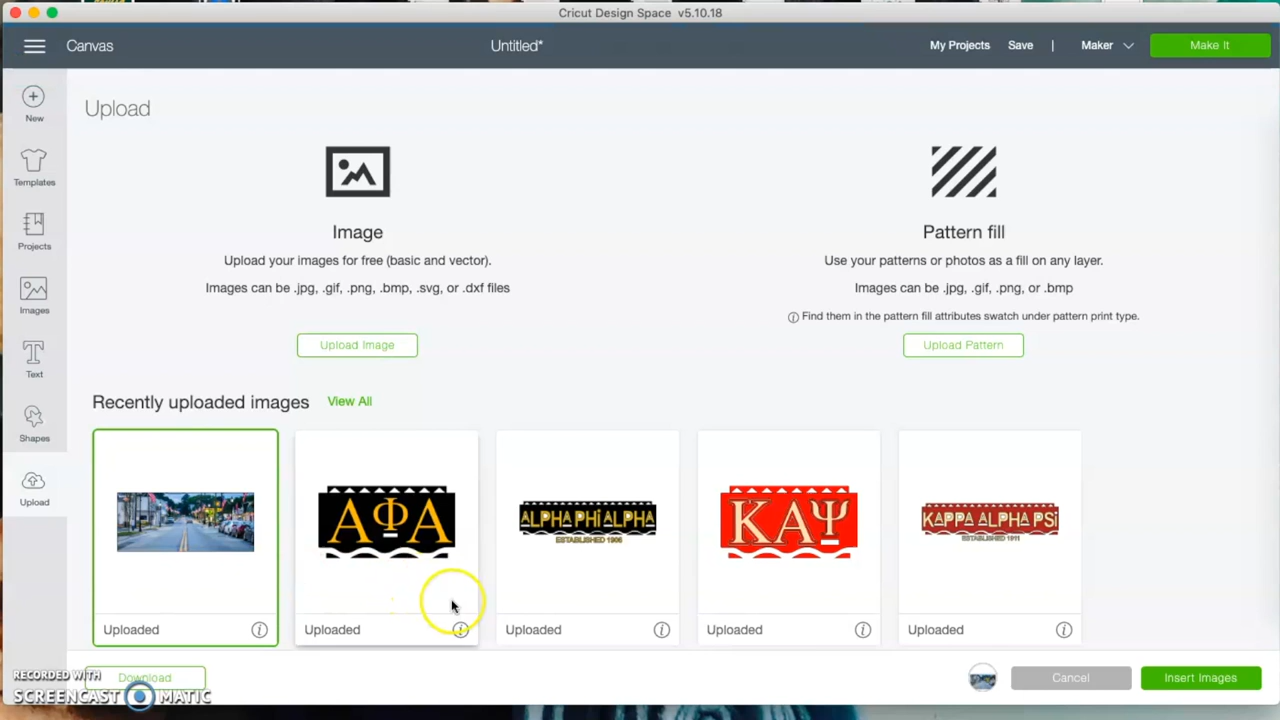 Cricut Design Space v5.10.18
Canvas
Untitled*
My Projects
Save
|
Maker
Make It
New
Templates
Projects
Images
Text
Shapes
Upload
Upload
Image
Upload your images for free (basic and vector).
Images can be .jpg, .gif, .png, .bmp, .svg, or .dxf files
Upload Image
Pattern fill
Use your patterns or photos as a fill on any layer.
Images can be .jpg, .gif, .png, or .bmp
Find them in the pattern fill attributes swatch under pattern print type.
Upload Pattern
Recently uploaded images
View All
ΑΦΑ
ALPHA PHI ALPHA
ESTABLISHED 1906
ΚΑΨ
KAPPA ALPHA PSI
ESTABLISHED 1911
Uploaded
Uploaded
Uploaded
Uploaded
Uploaded
Download
RECORDED WITH
SCREENCAST MATIC
Cancel
Insert Images